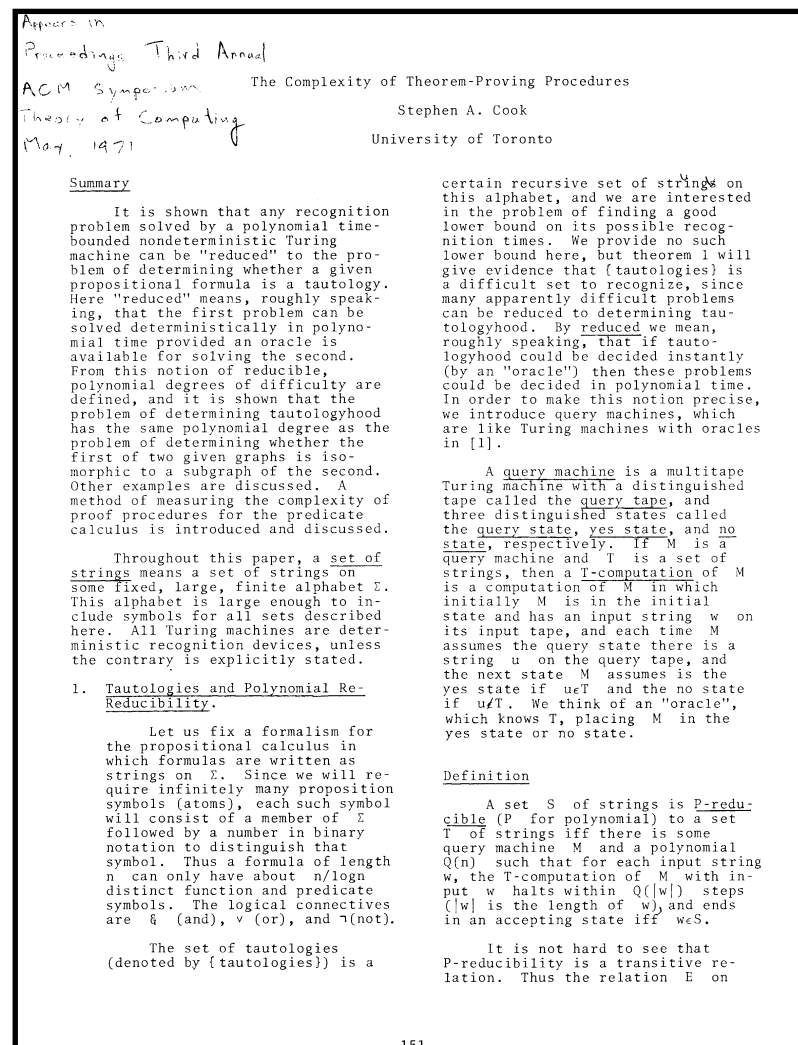 Appears in
Proceedings Third Annual
ACM Symposium
Theory of Computing
May, 1971
The Complexity of Theorem-Proving Procedures
Stephen A. Cook
University of Toronto
Summary
It is shown that any recognition
problem solved by a polynomial time-
bounded nondeterministic Turing
machine can be "reduced" to the pro-
blem of determining whether a given
propositional formula is a tautology.
Here "reduced" means, roughly speak-
ing, that the first problem can be
solved deterministically in polyno-
mial time provided an oracle is
available for solving the second.
From this notion of reducible,
polynomial degrees of difficulty are
defined, and it is shown that the
problem of determining tautologyhood
has the same polynomial degree as the
problem of determining whether the
first of two given graphs is iso-
morphic to a subgraph of the second.
Other examples are discussed. A
method of measuring the complexity of
proof procedures for the predicate
calculus is introduced and discussed.
Throughout this paper, a set of
strings means a set of strings on
some fixed, large, finite alphabet Σ.
This alphabet is large enough to in-
clude symbols for all sets described
here. All Turing machines are deter-
ministic recognition devices, unless
the contrary is explicitly stated.
1. Tautologies and Polynomial Re-
Reducibility.
Let us fix a formalism for
the propositional calculus in
which formulas are written as
strings on Σ. Since we will re-
quire infinitely many proposition
symbols (atoms), each such symbol
will consist of a member of Σ
followed by a number in binary
notation to distinguish that
symbol. Thus a formula of length
n can only have about n/logn
distinct function and predicate
symbols. The logical connectives
are & (and), v (or), and ¬(not).
The set of tautologies
(denoted by {tautologies}) is a
certain recursive set of strings on
this alphabet, and we are interested
in the problem of finding a good
lower bound on its possible recog-
nition times. We provide no such
lower bound here, but theorem 1 will
give evidence that {tautologies} is
a difficult set to recognize, since
many apparently difficult problems
can be reduced to determining tau-
tologyhood. By reduced we mean,
roughly speaking, that if tauto-
logyhood could be decided instantly
(by an "oracle") then these problems
could be decided in polynomial time.
In order to make this notion precise,
we introduce query machines, which
are like Turing machines with oracles
in [1].
A query machine is a multitape
Turing machine with a distinguished
tape called the query tape, and
three distinguished states called
the query state, yes state, and no
state, respectively. If M is a
query machine and T is a set of
strings, then a T-computation of M
is a computation of M in which
initially M is in the initial
state and has an input string w on
its input tape, and each time M
assumes the query state there is a
string u on the query tape, and
the next state M assumes is the
yes state if u∈T and the no state
if u∉T. We think of an "oracle",
which knows T, placing M in the
yes state or no state.
Definition
A set S of strings is P-redu-
cible (P for polynomial) to a set
T of strings iff there is some
query machine M and a polynomial
Q(n) such that for each input string
w, the T-computation of M with in-
put w halts within Q(|w|) steps
(|w| is the length of w), and ends
in an accepting state iff w∈S.
It is not hard to see that
P-reducibility is a transitive re-
lation. Thus the relation E on
151